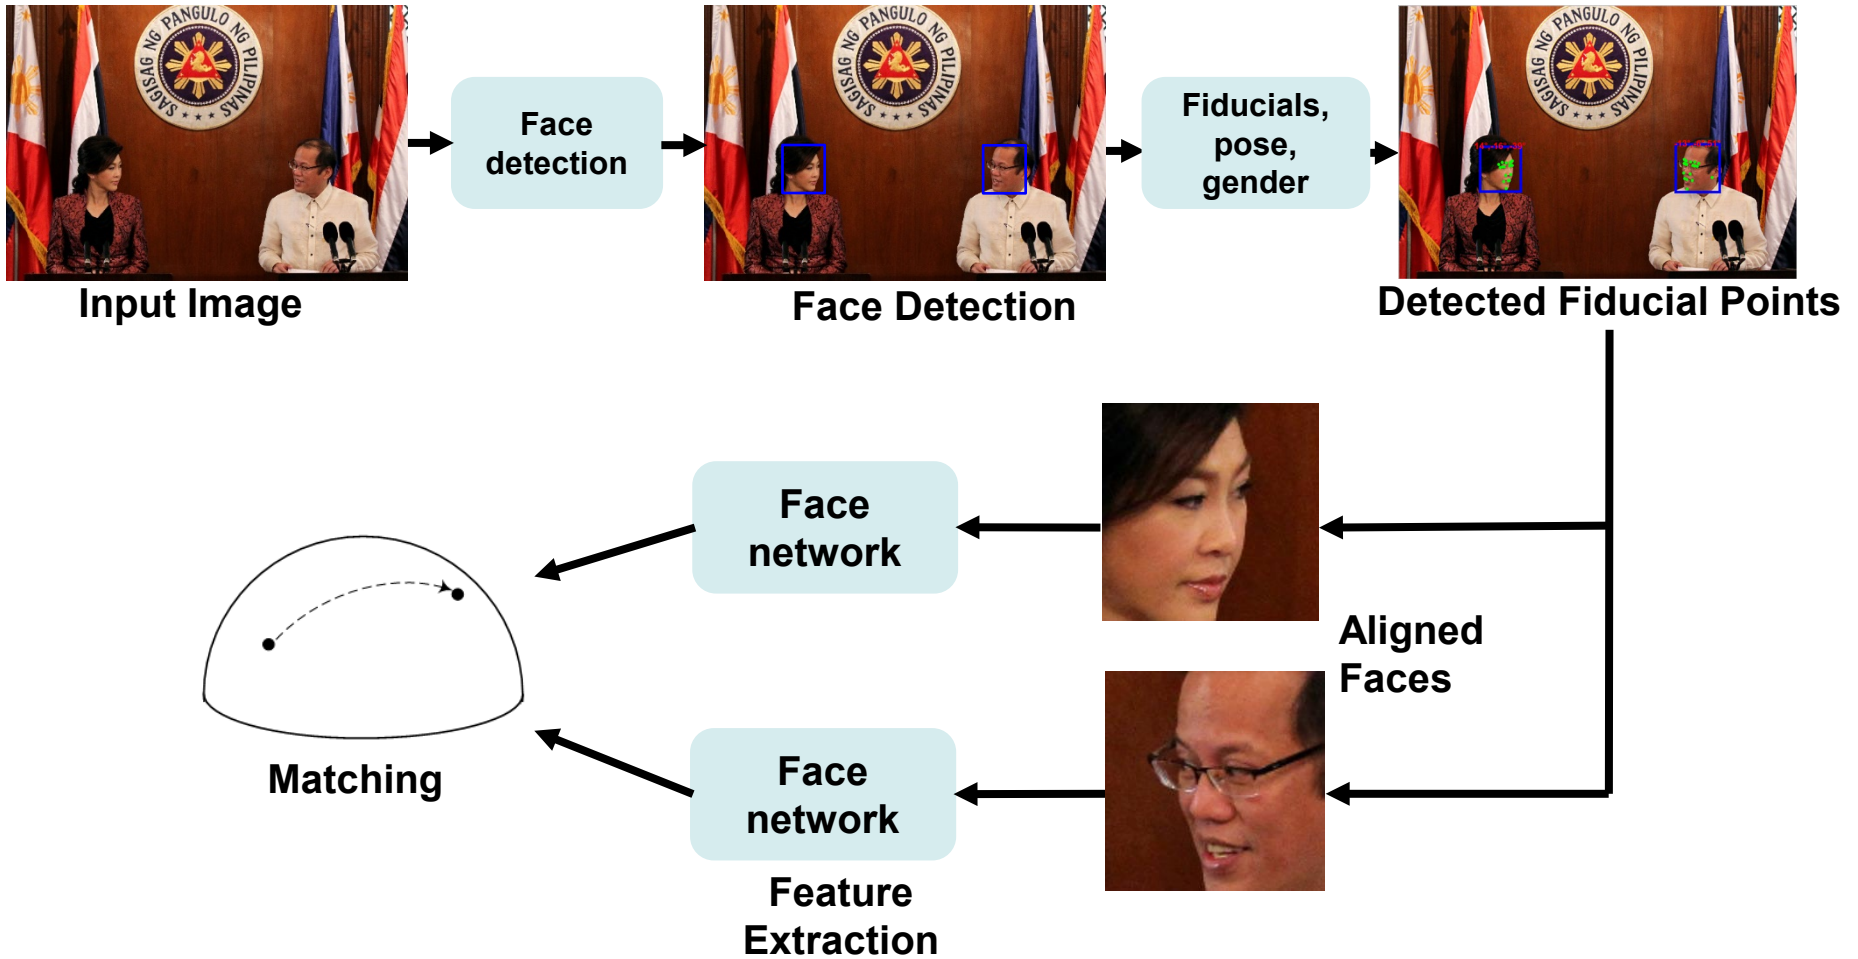 SAGISAG NG PANGULO NG PILIPINAS
SAGISAG NG PANGULO NG PILIPINAS
SAGISAG NG PANGULO NG PILIPINAS
Face
detection
Fiducials,
pose,
gender
Input Image
Face Detection
Detected Fiducial Points
Face
network
Aligned
Faces
Matching
Face
network
Feature
Extraction